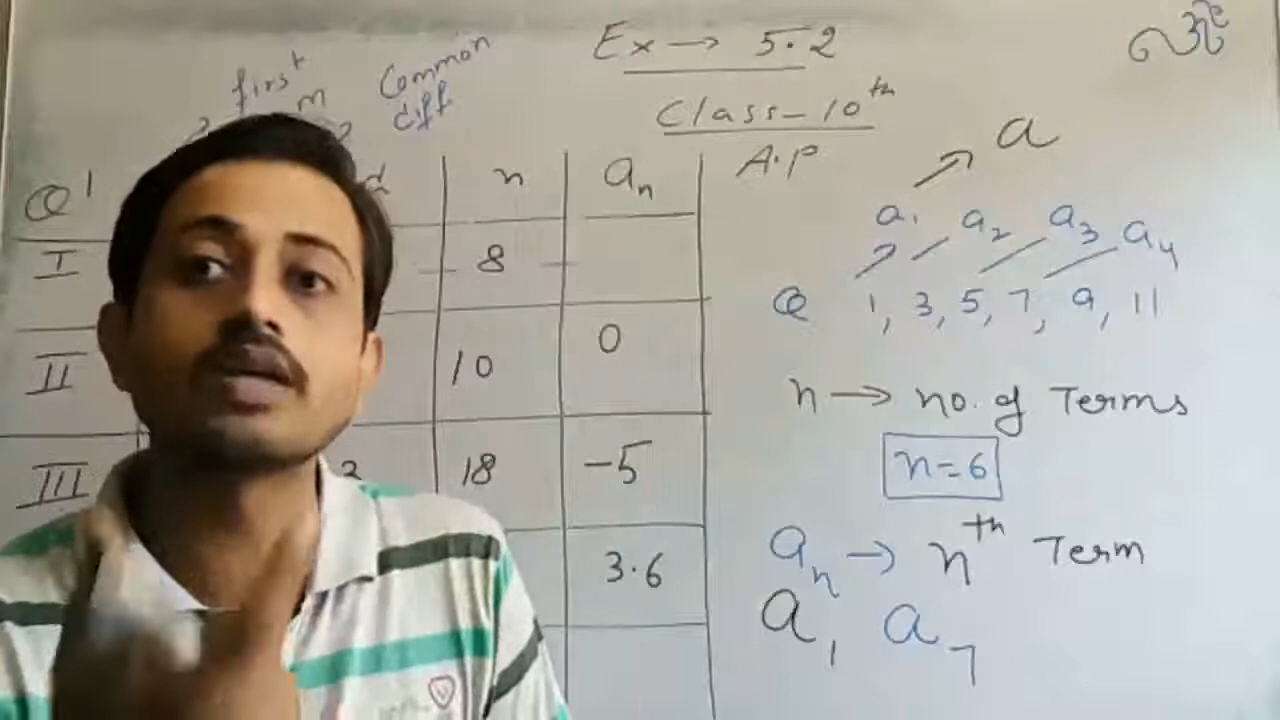 Ex → 5.2
Class-10th
first
Common
diff
A.P
a
Q1 n an
I 8
II 10 0
III 18 -5
3.6
a1 a2 a3 a4
Q 1, 3, 5, 7, 9, 11
n → no. of Terms
n=6
an → nth Term
a1 a7